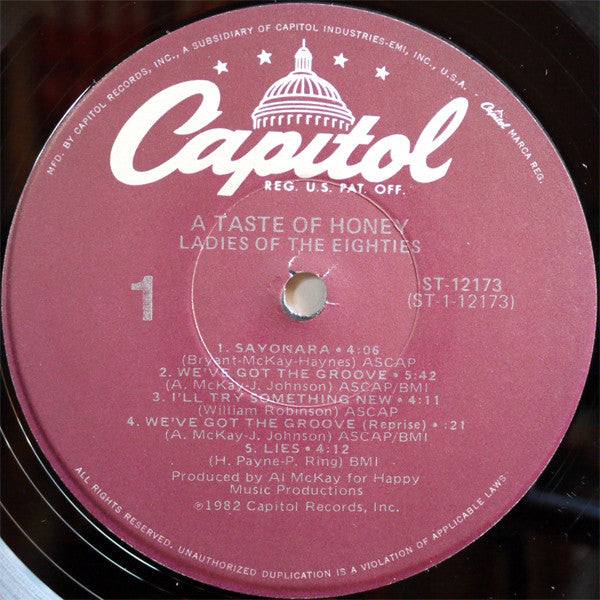 MFD. BY CAPITOL RECORDS, INC., A SUBSIDIARY OF CAPITOL INDUSTRIES-EMI, INC., U.S.A.
Capitol MARCA REG.
Capitol
REG. U.S. PAT. OFF.
A TASTE OF HONEY
LADIES OF THE EIGHTIES
1
ST-12173
(ST-1-12173)
1. SAYONARA • 4:06
(Bryant-McKay-Haynes) ASCAP
2. WE'VE GOT THE GROOVE • 5:42
(A. McKay-J. Johnson) ASCAP/BMI
3. I'LL TRY SOMETHING NEW • 4:11
(William Robinson) ASCAP
4. WE'VE GOT THE GROOVE (Reprise) • :21
(A. McKay-J. Johnson) ASCAP/BMI
5. LIES • 4:12
(H. Payne-P. Ring) BMI
Produced by Al McKay for Happy
Music Productions
©1982 Capitol Records, Inc.
ALL RIGHTS RESERVED. UNAUTHORIZED DUPLICATION IS A VIOLATION OF APPLICABLE LAWS.